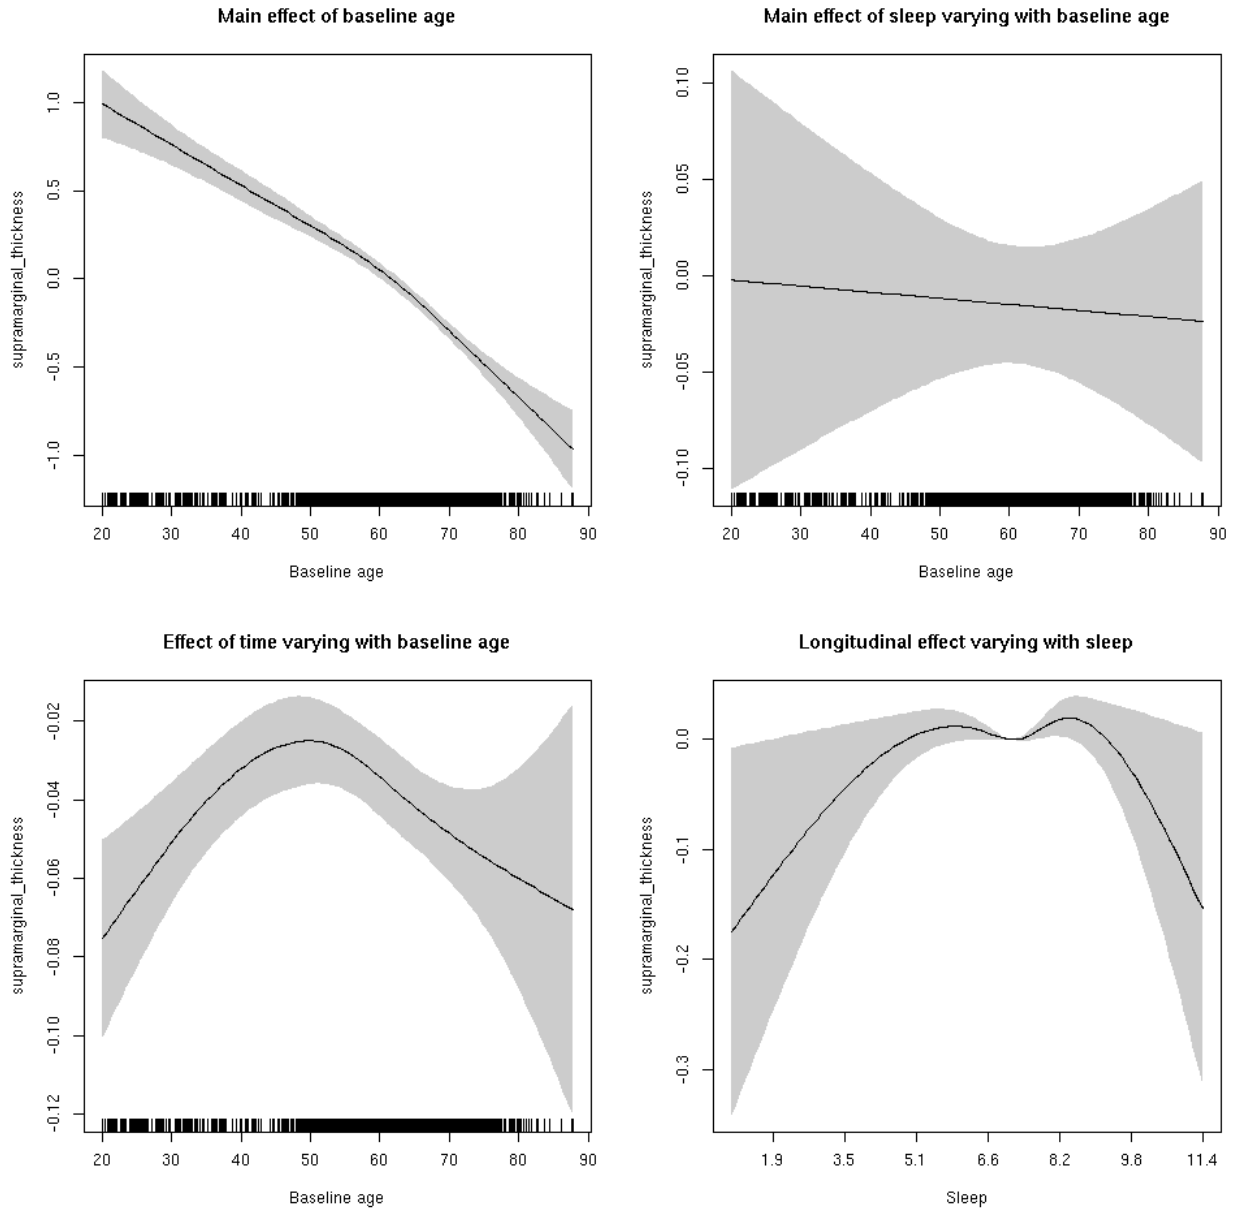 Main effect of baseline age
supramarginal_thickness
1.0
0.5
0.0
-0.5
-1.0
20 30 40 50 60 70 80 90
Baseline age
Main effect of sleep varying with baseline age
supramarginal_thickness
0.10
0.05
0.00
-0.05
-0.10
20 30 40 50 60 70 80 90
Baseline age
Effect of time varying with baseline age
supramarginal_thickness
-0.02
-0.04
-0.06
-0.08
-0.10
-0.12
20 30 40 50 60 70 80 90
Baseline age
Longitudinal effect varying with sleep
supramarginal_thickness
0.0
-0.1
-0.2
-0.3
1.9 3.5 5.1 6.6 8.2 9.8 11.4
Sleep